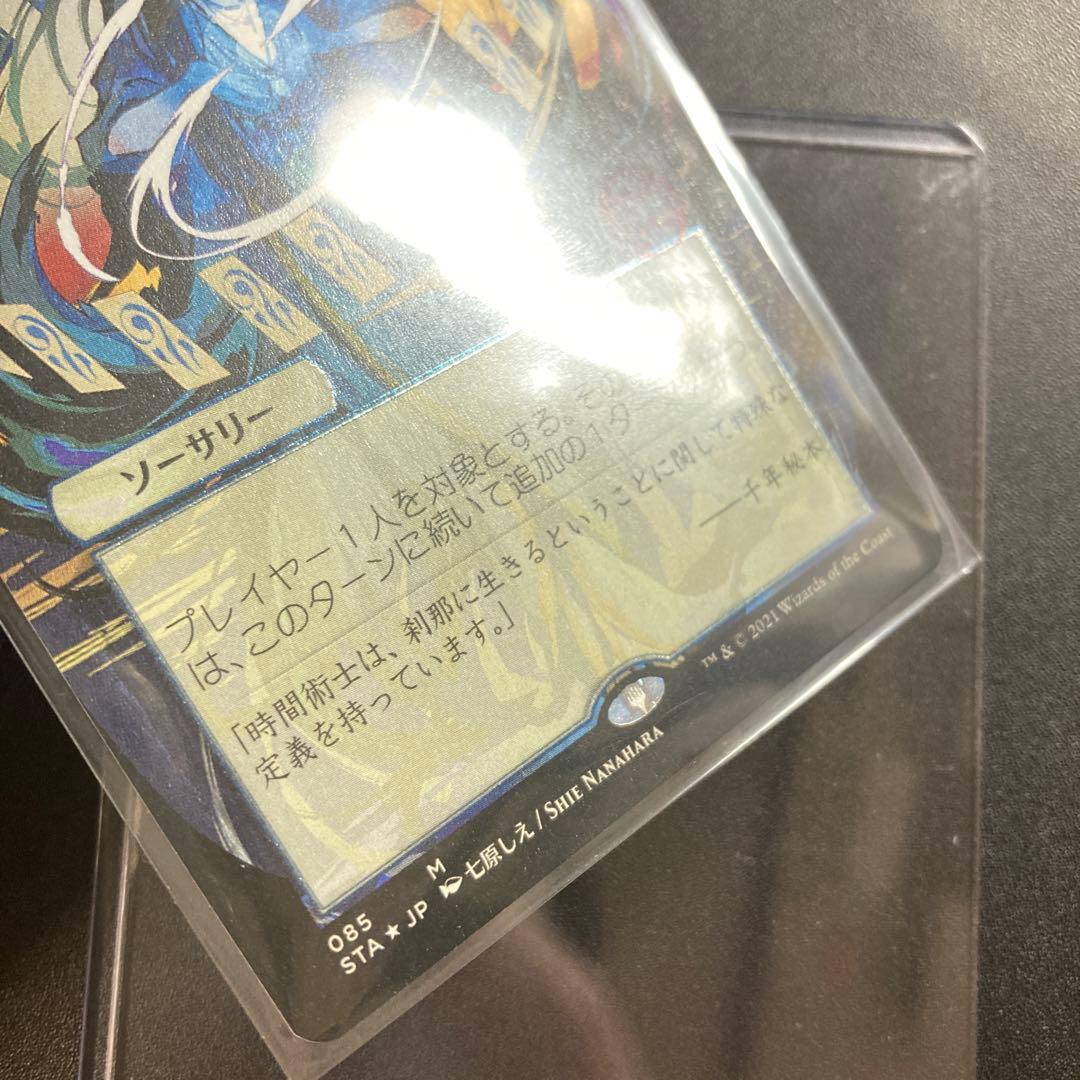 ソーサリー
プレイヤー1人を対象とする。その
は、このターンに続いて追加の1ター
「時間術士は、刹那に生きるということに関して特殊な
定義を持っています。」
――千年秘本
085 M
STA★JP 七原しえ / SHIE NANAHARA
™ & © 2021 Wizards of the Coast